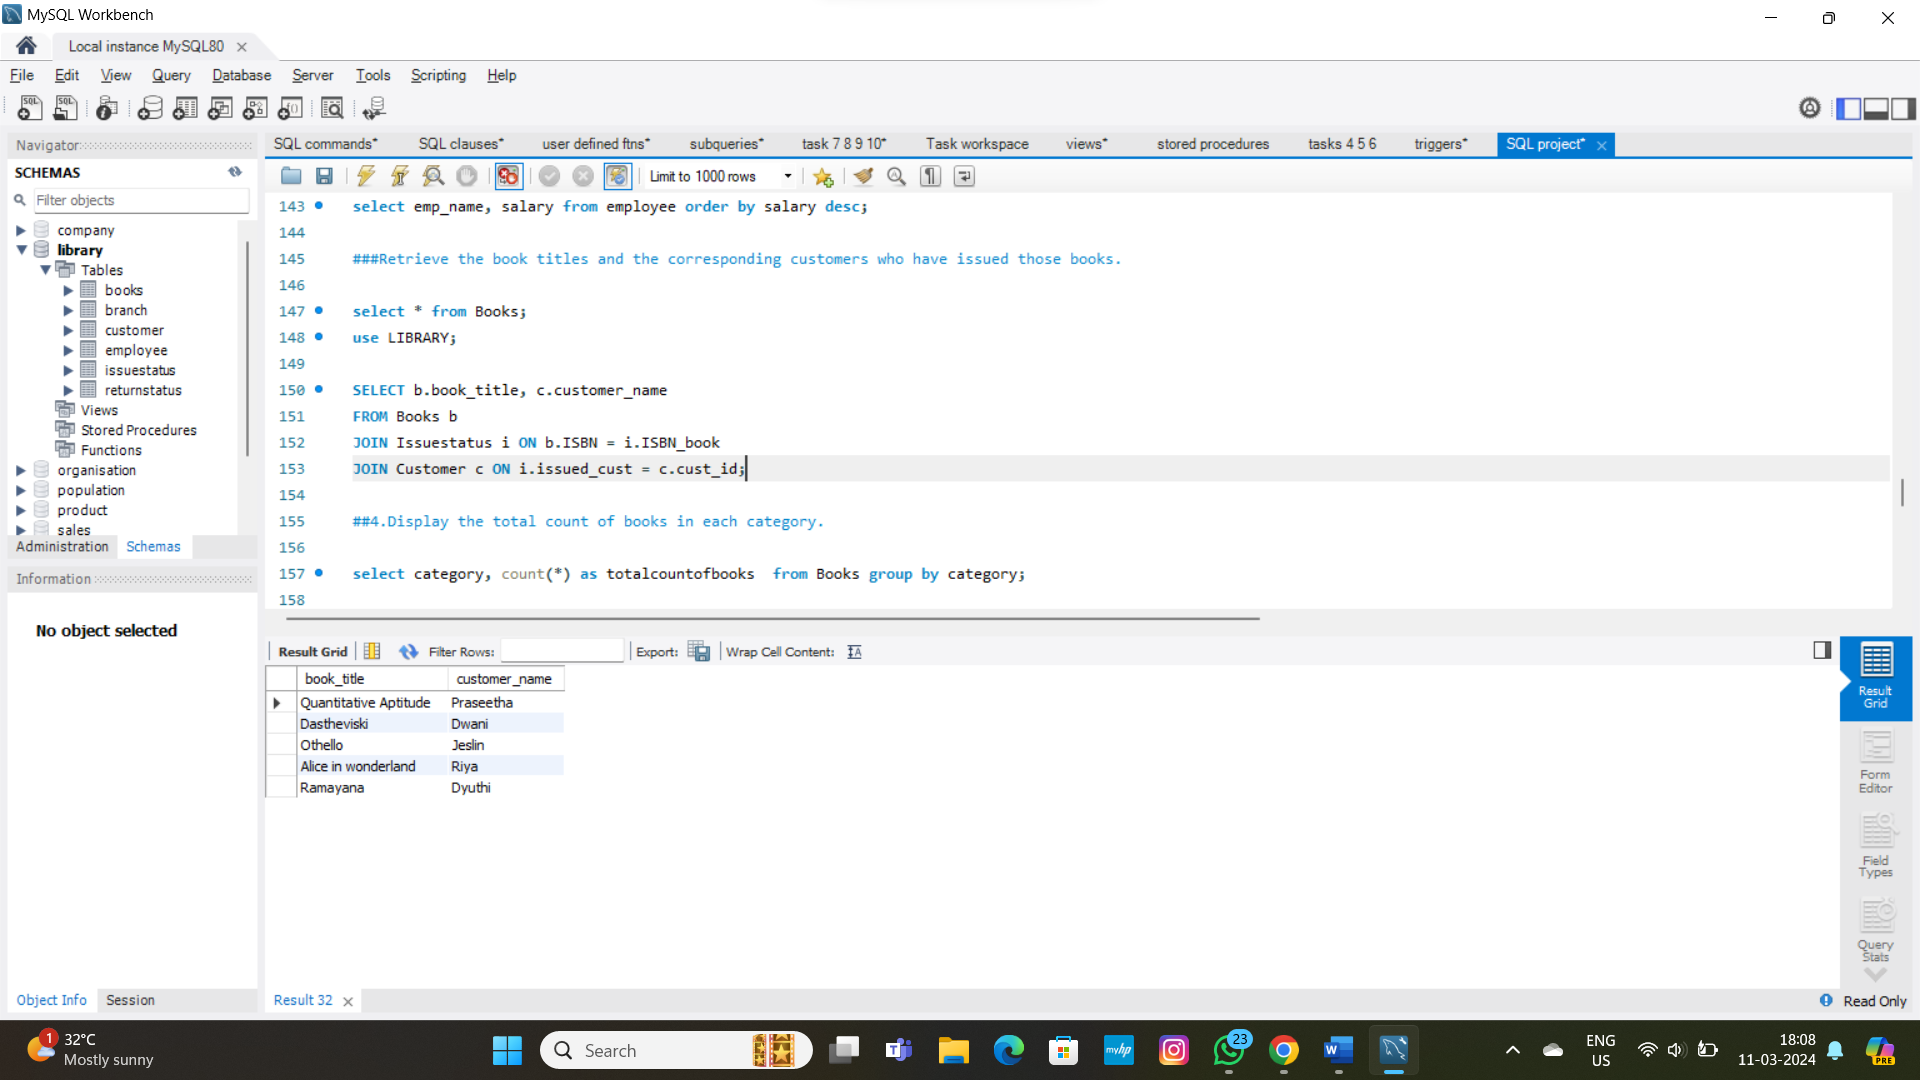 MySQL Workbench
Local instance MySQL80
File Edit View Query Database Server Tools Scripting Help
Navigator
SCHEMAS
Filter objects
company
library
Tables
books
branch
customer
employee
issuestatus
returnstatus
Views
Stored Procedures
Functions
organisation
population
product
sales
Administration Schemas
Information
No object selected
Object Info Session
SQL commands* SQL clauses* user defined ftns* subqueries* task 7 8 9 10* Task workspace views* stored procedures tasks 4 5 6 triggers* SQL project*
Limit to 1000 rows
143 select emp_name, salary from employee order by salary desc;
144
145 ###Retrieve the book titles and the corresponding customers who have issued those books.
146
147 select * from Books;
148 use LIBRARY;
149
150 SELECT b.book_title, c.customer_name
151 FROM Books b
152 JOIN Issuestatus i ON b.ISBN = i.ISBN_book
153 JOIN Customer c ON i.issued_cust = c.cust_id;
154
155 ##4.Display the total count of books in each category.
156
157 select category, count(*) as totalcountofbooks  from Books group by category;
158
Result Grid Filter Rows: Export: Wrap Cell Content:
book_title customer_name
Quantitative Aptitude Praseetha
Dastheviski Dwani
Othello Jeslin
Alice in wonderland Riya
Ramayana Dyuthi
Result
Grid
Form
Editor
Field
Types
Query
Stats
Result 32
Read Only
1
32°C
Mostly sunny
Search
myhp
23
PRE
ENG
US
18:08
11-03-2024